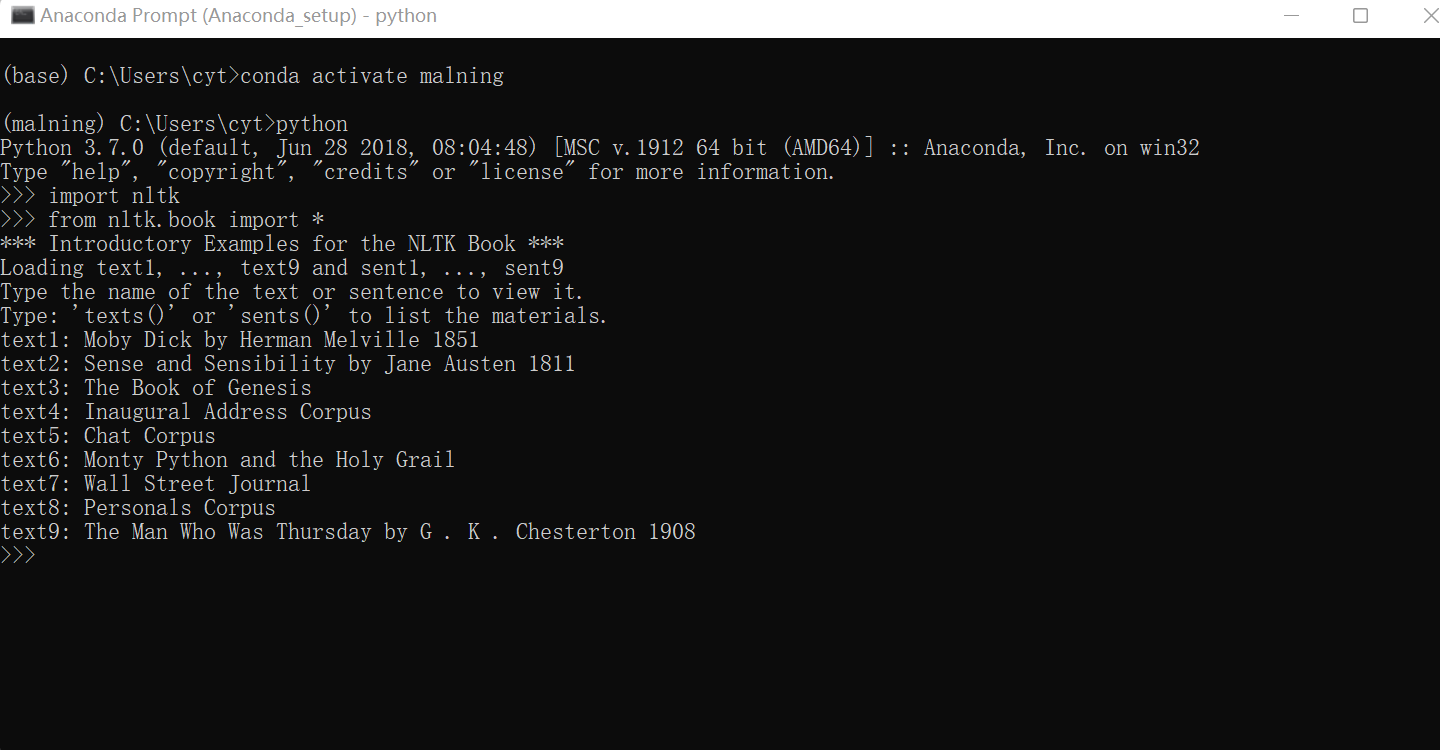 Anaconda Prompt (Anaconda_setup) - python
(base) C:\Users\cyt>conda activate malning
(malning) C:\Users\cyt>python
Python 3.7.0 (default, Jun 28 2018, 08:04:48) [MSC v.1912 64 bit (AMD64)] :: Anaconda, Inc. on win32
Type "help", "copyright", "credits" or "license" for more information.
>>> import nltk
>>> from nltk.book import *
*** Introductory Examples for the NLTK Book ***
Loading text1, ..., text9 and sent1, ..., sent9
Type the name of the text or sentence to view it.
Type: 'texts()' or 'sents()' to list the materials.
text1: Moby Dick by Herman Melville 1851
text2: Sense and Sensibility by Jane Austen 1811
text3: The Book of Genesis
text4: Inaugural Address Corpus
text5: Chat Corpus
text6: Monty Python and the Holy Grail
text7: Wall Street Journal
text8: Personals Corpus
text9: The Man Who Was Thursday by G . K . Chesterton 1908
>>>